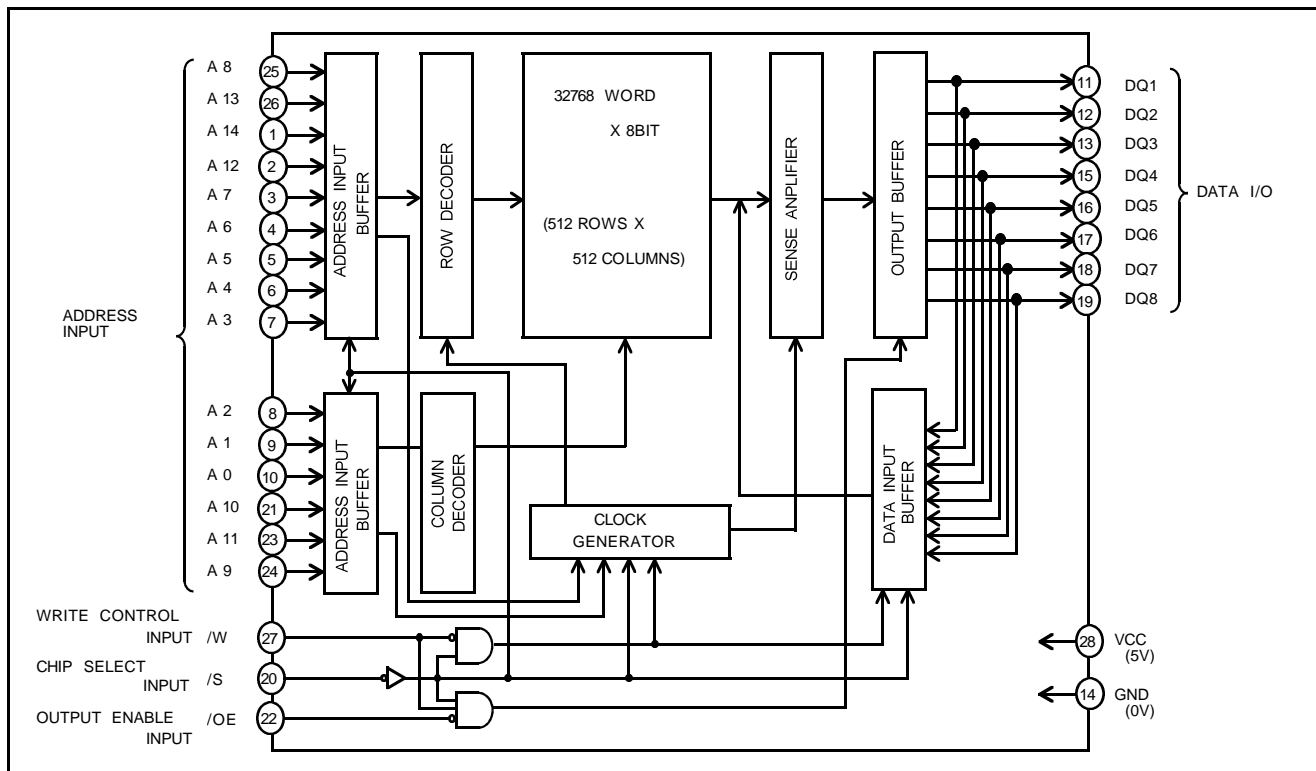 A 8 25
A 13 26
A 14 1
A 12 2
A 7 3
A 6 4
A 5 5
A 4 6
A 3 7
ADDRESS
INPUT
A 2 8
A 1 9
A 0 10
A 10 21
A 11 23
A 9 24
WRITE CONTROL
INPUT /W 27
CHIP SELECT
INPUT /S 20
OUTPUT ENABLE
INPUT /OE 22
ADDRESS INPUT
BUFFER
ROW DECODER
32768 WORD
X 8BIT
(512 ROWS X
512 COLUMNS)
SENSE ANPLIFIER
OUTPUT BUFFER
ADDRESS INPUT
BUFFER
COLUMN
DECODER
CLOCK
GENERATOR
DATA INPUT
BUFFER
11 DQ1
12 DQ2
13 DQ3
15 DQ4
16 DQ5
17 DQ6
18 DQ7
19 DQ8
DATA I/O
28 VCC
(5V)
14 GND
(0V)